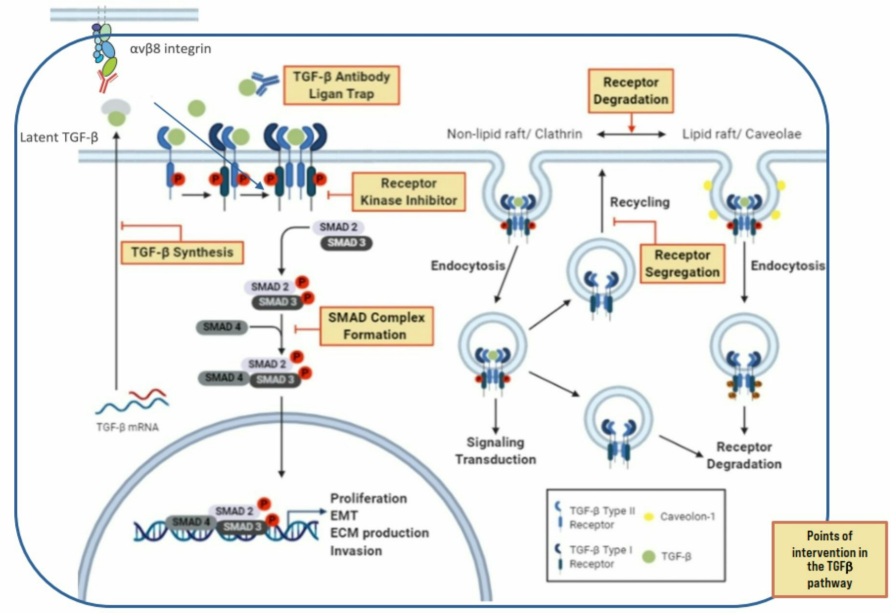 αvβ8 integrin
TGF-β Antibody
Ligan Trap
Latent TGF-β
P
P
P
P
P
Receptor
Kinase Inhibitor
TGF-β Synthesis
SMAD 2
SMAD 3
SMAD 2
P
SMAD 3
P
SMAD Complex
Formation
SMAD 4
SMAD 2
P
SMAD 4
SMAD 3
P
TGF-β mRNA
SMAD 2
P
SMAD 4
SMAD 3
P
Proliferation
EMT
ECM production
Invasion
Receptor
Degradation
Non-lipid raft/ Clathrin
Lipid raft/ Caveolae
Recycling
Receptor
Segregation
Endocytosis
Endocytosis
Signaling
Transduction
Receptor
Degradation
TGF-β Type II
Receptor
Caveolon-1
TGF-β Type I
Receptor
TGF-β
Points of
intervention in
the TGFβ
pathway